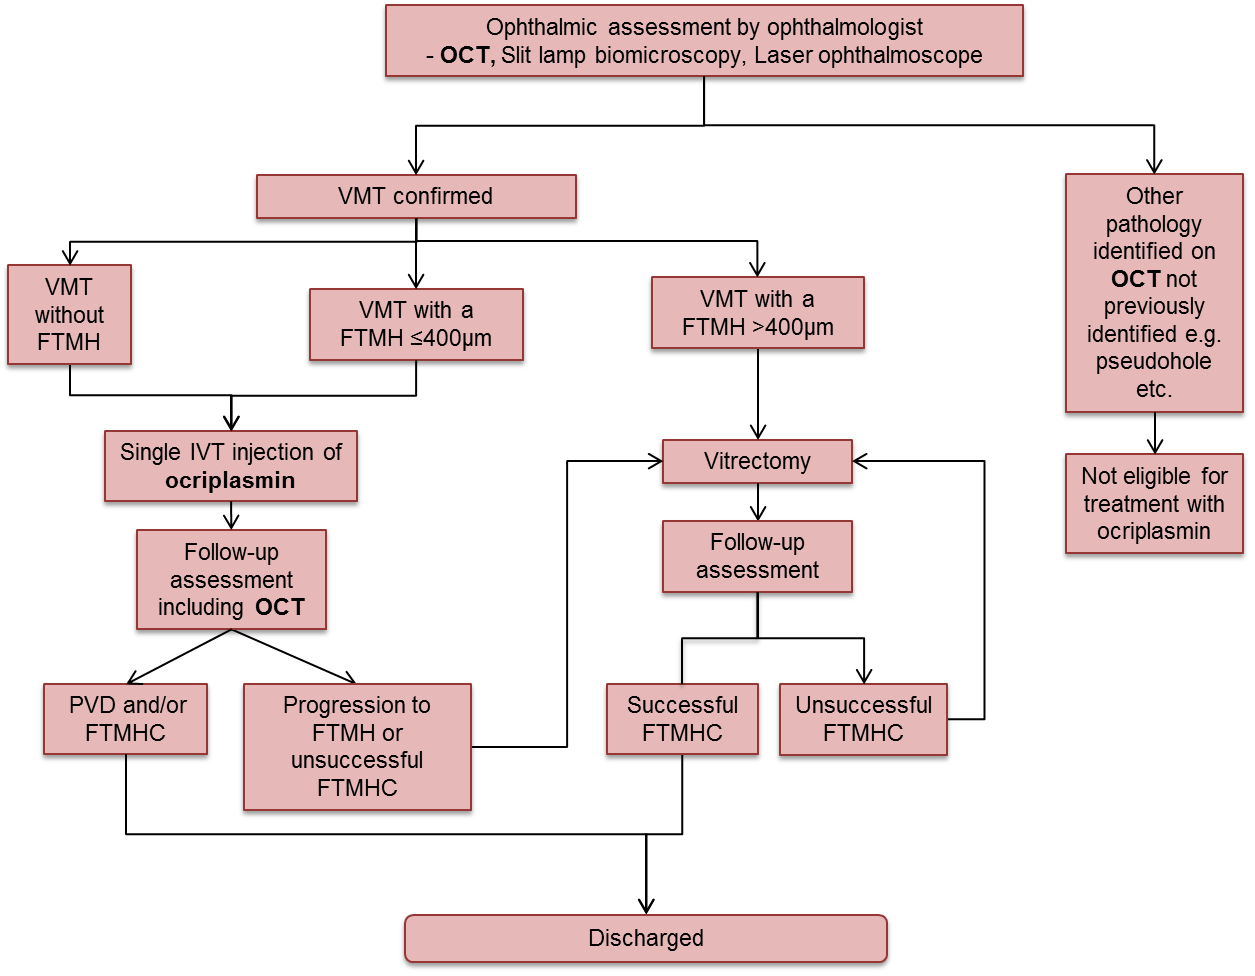 Ophthalmic assessment by ophthalmologist
- OCT, Slit lamp biomicroscopy, Laser ophthalmoscope
VMT confirmed
Other
pathology
identified on
OCT not
previously
identified e.g.
pseudohole
etc.
VMT
without
FTMH
VMT with a
FTMH ≤400µm
VMT with a
FTMH >400µm
Single IVT injection of
ocriplasmin
Vitrectomy
Not eligible for
treatment with
ocriplasmin
Follow-up
assessment
including OCT
Follow-up
assessment
PVD and/or
FTMHC
Progression to
FTMH or
unsuccessful
FTMHC
Successful
FTMHC
Unsuccessful
FTMHC
Discharged